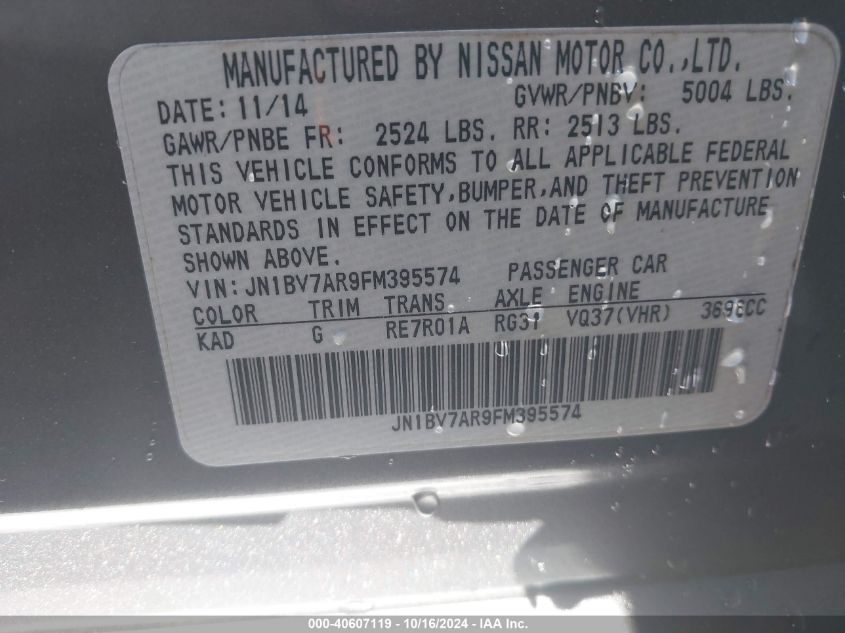 MANUFACTURED BY NISSAN MOTOR CO.,LTD.
DATE: 11/14 GVWR/PNBV: 5004 LBS.
GAWR/PNBE FR: 2524 LBS. RR: 2513 LBS.
THIS VEHICLE CONFORMS TO ALL APPLICABLE FEDERAL
MOTOR VEHICLE SAFETY,BUMPER,AND THEFT PREVENTION
STANDARDS IN EFFECT ON THE DATE OF MANUFACTURE
SHOWN ABOVE.
VIN:JN1BV7AR9FM395574 PASSENGER CAR
COLOR TRIM TRANS AXLE ENGINE
KAD G RE7R01A RG31 VQ37(VHR) 3696CC
JN1BV7AR9FM395574
000-40607119 - 10/16/2024 - IAA Inc.